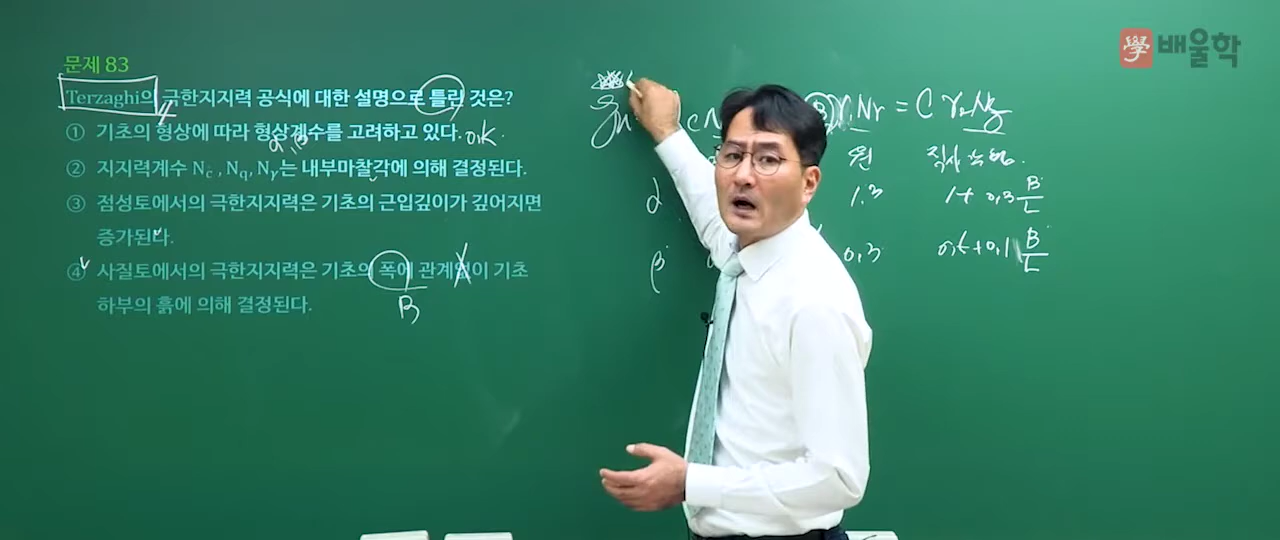 學 배울학
문제 83
Terzaghi의 극한지지력 공식에 대한 설명으로 틀린 것은?
① 기초의 형상에 따라 형상계수를 고려하고 있다. o.k.
α, β
② 지지력계수 Nc, Nq, Nγ는 내부마찰각에 의해 결정된다.
③ 점성토에서의 극한지지력은 기초의 근입깊이가 깊어지면
증가된다.
④ 사질토에서의 극한지지력은 기초의 폭에 관계없이 기초
하부의 흙에 의해 결정된다.
B
원 직사각형.
α 1.3 1+0.3 B/L
β 0.3